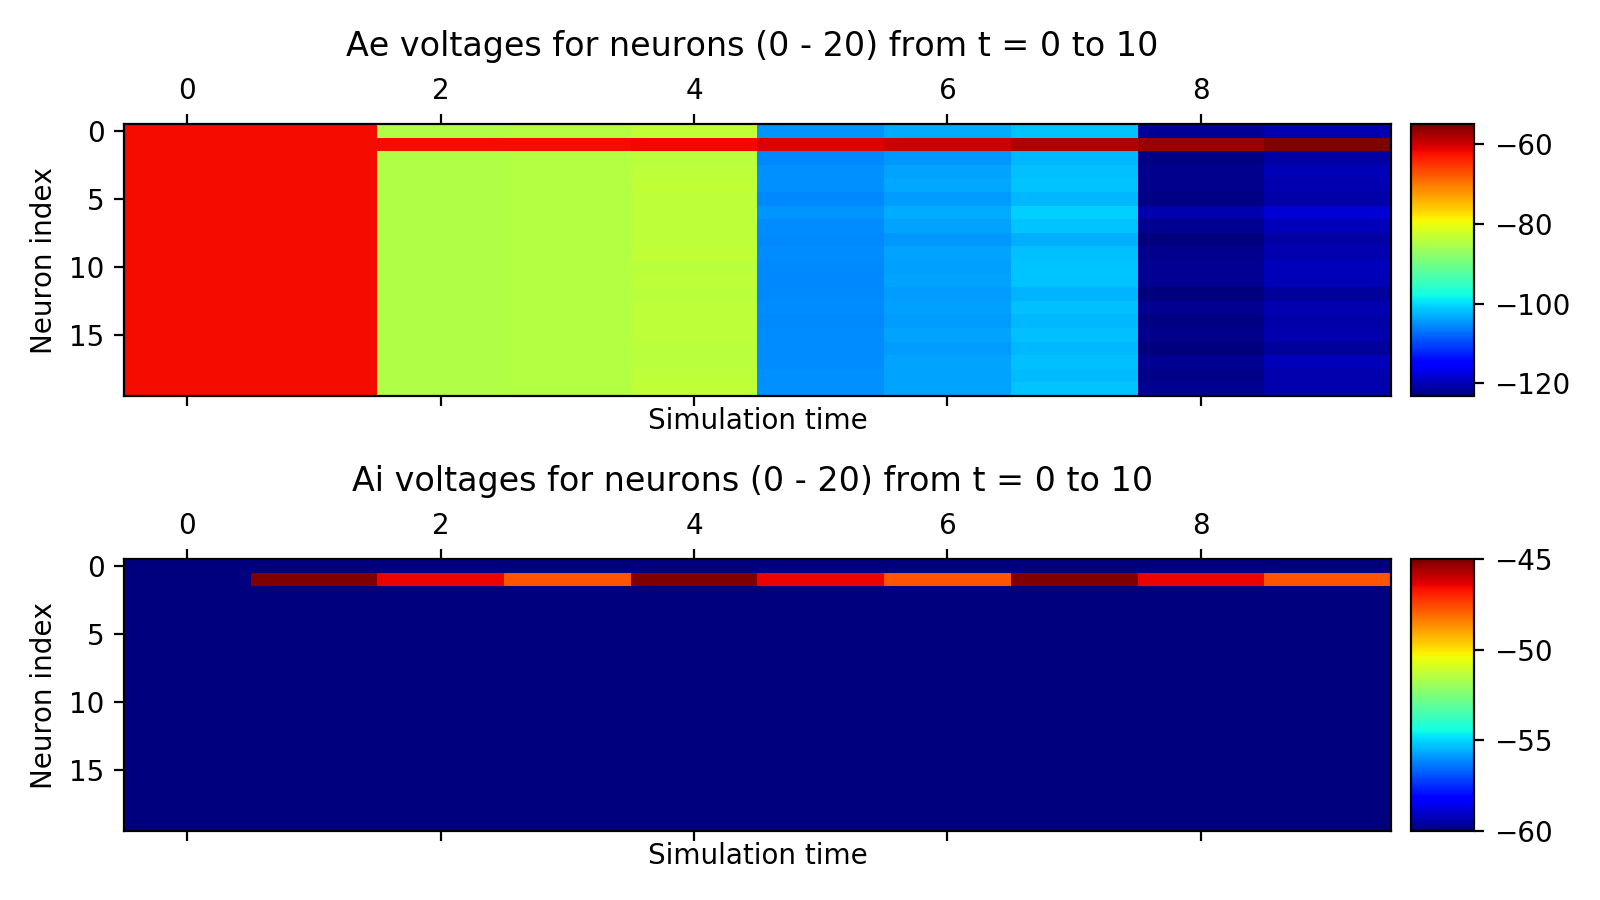 Ae voltages for neurons (0 - 20) from t = 0 to 10
0 2 4 6 8
0
5
10
15
Neuron index
Simulation time
−60
−80
−100
−120
Ai voltages for neurons (0 - 20) from t = 0 to 10
0 2 4 6 8
0
5
10
15
Neuron index
Simulation time
−45
−50
−55
−60